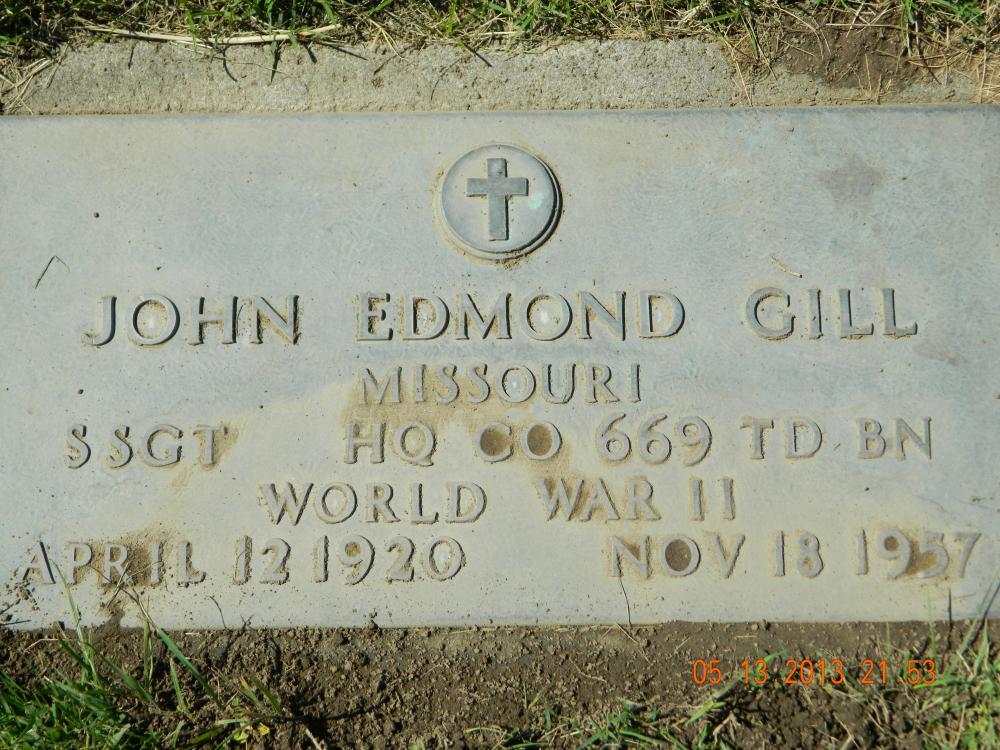 JOHN EDMOND GILL
MISSOURI
S SGT HQ CO 669 TD BN
WORLD WAR II
APRIL 12 1920 NOV 18 1957
05.13.2013 21:53